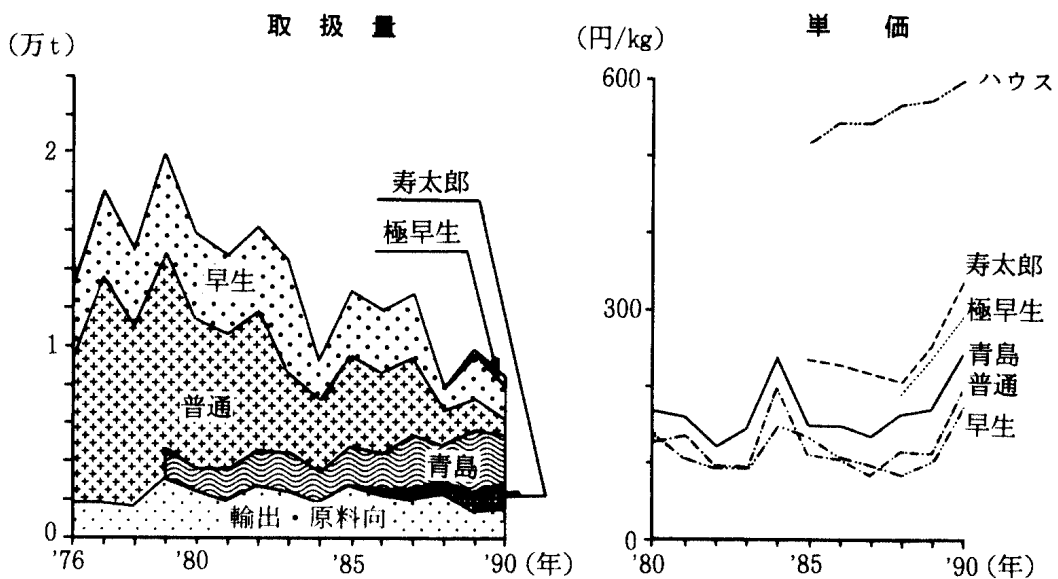 取扱量
(万t)
2
1
0
'76
'80
'85
'90
(年)
寿太郎
極早生
早生
普通
青島
輸出・原料向
単価
(円/kg)
600
300
0
'80
'85
'90
(年)
ハウス
寿太郎
極早生
青島
普通
早生